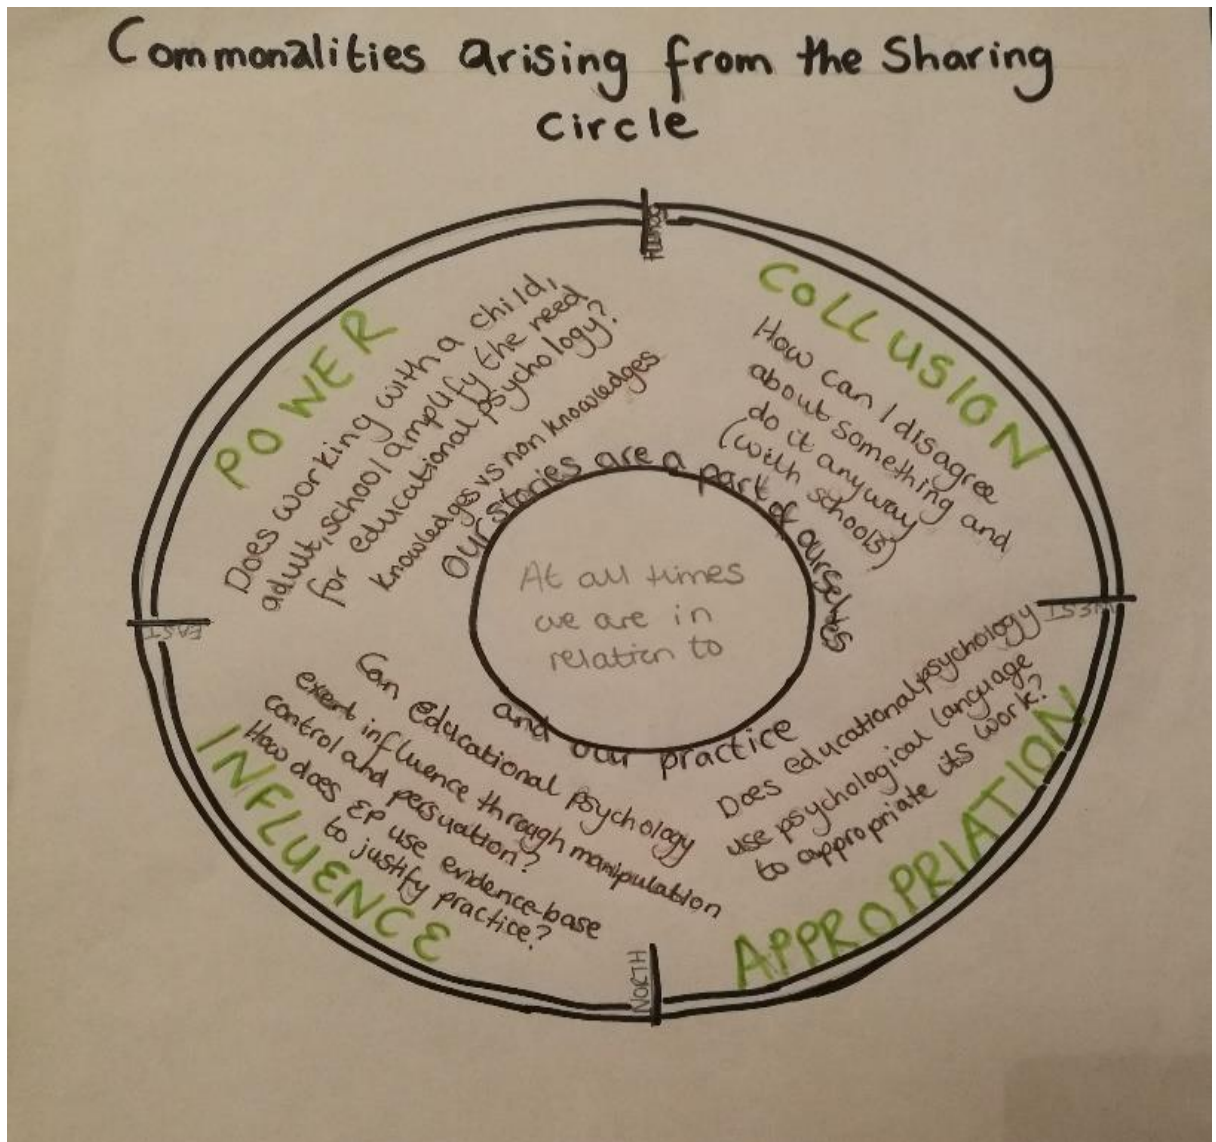 Commonalities arising from the Sharing
circle
SOUTH
POWER
Does working with a child,
adult, school amplify the need
for educational psychology?
knowledges vs non knowledges
COLLUSION
How can I disagree
about something and
do it anyway
(with schools)
Our stories are a part of ourselves
At all times
we are in
relation to
and our practice
EAST
WEST
Can educational psychology
exert influence through manipulation
control and persuation?
How does EP use evidence-base
to justify practice?
INFLUENCE
Does educational psychology
use psychological language
to appropriate its work?
APPROPRIATION
NORTH